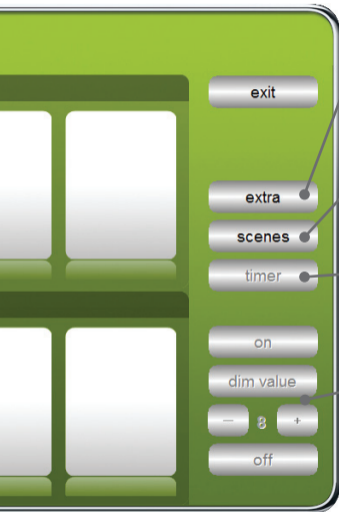 exit
extra
scenes
timer
on
dim value
– 8 +
off